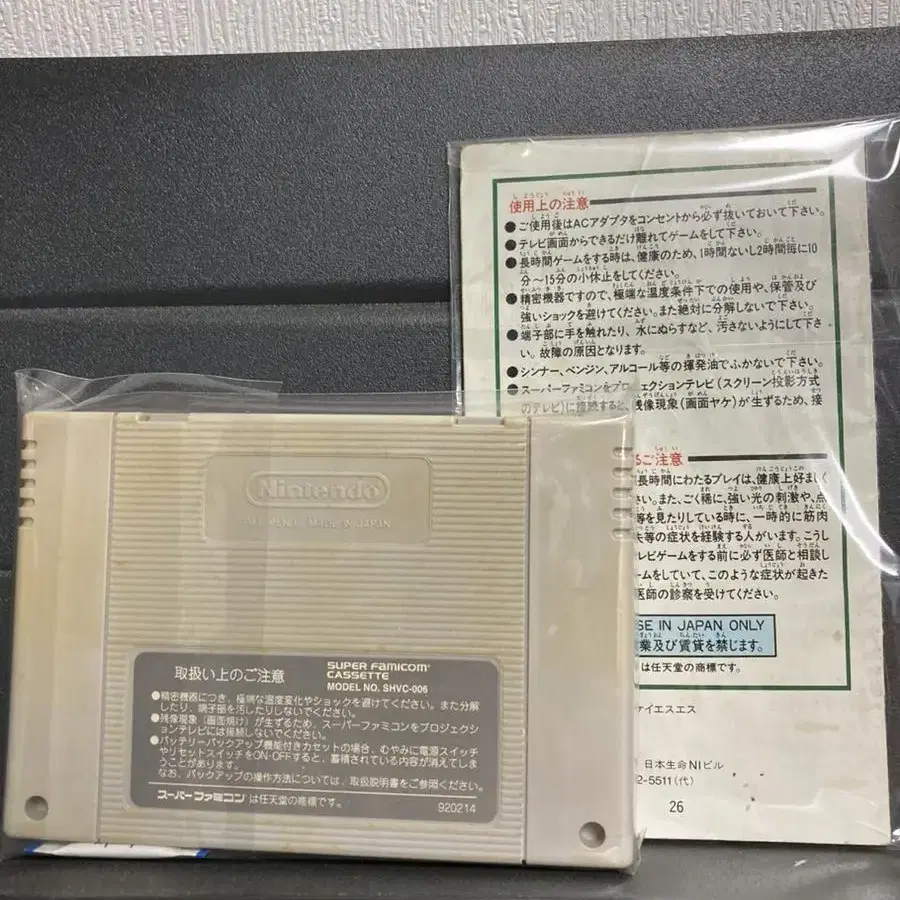 使用上の注意
●ご使用後はACアダプタをコンセントから必ず抜いておいて下さい。
●テレビ画面からできるだけ離れてゲームをして下さい。
●長時間ゲームをする時は、健康のため、1時間ないし2時間毎に10
分〜15分の小休止をしてください。
●精密機器ですので、極端な温度条件下での使用や、保管及び
強いショックを避けてください。また絶対に分解しないで下さい。
●端子部に手を触れたり、水にぬらすなど、汚さないようにして下さ
い。故障の原因となります。
●シンナー、ベンジン、アルコール等の揮発油でふかないで下さい。
●スーパーファミコンをプロジェクションテレビ(スクリーン投影方式
のテレビ)に接続すると、残像現象(画面ヤケ)が生ずるため、接
るご注意
長時間にわたるプレイは、健康上好ましく
さい。また、ごく稀に、強い光の刺激や、点
等を見たりしている時に、一時的に筋肉
失等の症状を経験する人がいます。こうし
レビゲームをする前に必ず医師と相談し
ームをしていて、このような症状が起きた
医師の診察を受けてください。
SE IN JAPAN ONLY
業及び賃貸を禁じます。
は任天堂の商標です。
ケイエスエス
日本生命NIビル
2-5511(代)
26
Nintendo
MADE IN JAPAN
取扱い上のご注意
SUPER FAMICOM
CASSETTE
MODEL NO. SHVC-006
●精密機器につき、極端な温度変化やショックを避けてください。また分解
したり、端子部を汚したりしないでください。
●残像現象(画面焼け)が生ずるため、スーパーファミコンをプロジェクショ
ンテレビには接続しないでください。
●バッテリーバックアップ機能付きカセットの場合、むやみに電源スイッチ
やリセットスイッチをON・OFFすると、蓄積されている内容が消えてしま
うことがあります。
なお、バックアップの操作方法については、取扱説明書をご参照ください。
スーパーファミコンは任天堂の商標です。
920214